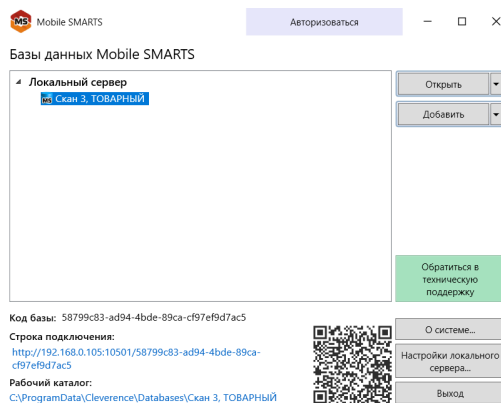 MS Mobile SMARTS
Авторизоваться
Базы данных Mobile SMARTS
Локальный сервер
MS Скан 3, ТОВАРНЫЙ
Открыть
Добавить
Обратиться в
техническую
поддержку
Код базы: 58799c83-ad94-4bde-89ca-cf97ef9d7ac5
Строка подключения:
http://192.168.0.105:10501/58799c83-ad94-4bde-89ca-
cf97ef9d7ac5
Рабочий каталог:
C:\ProgramData\Cleverence\Databases\Скан 3, ТОВАРНЫЙ
О системе...
Настройки локального
сервера...
Выход